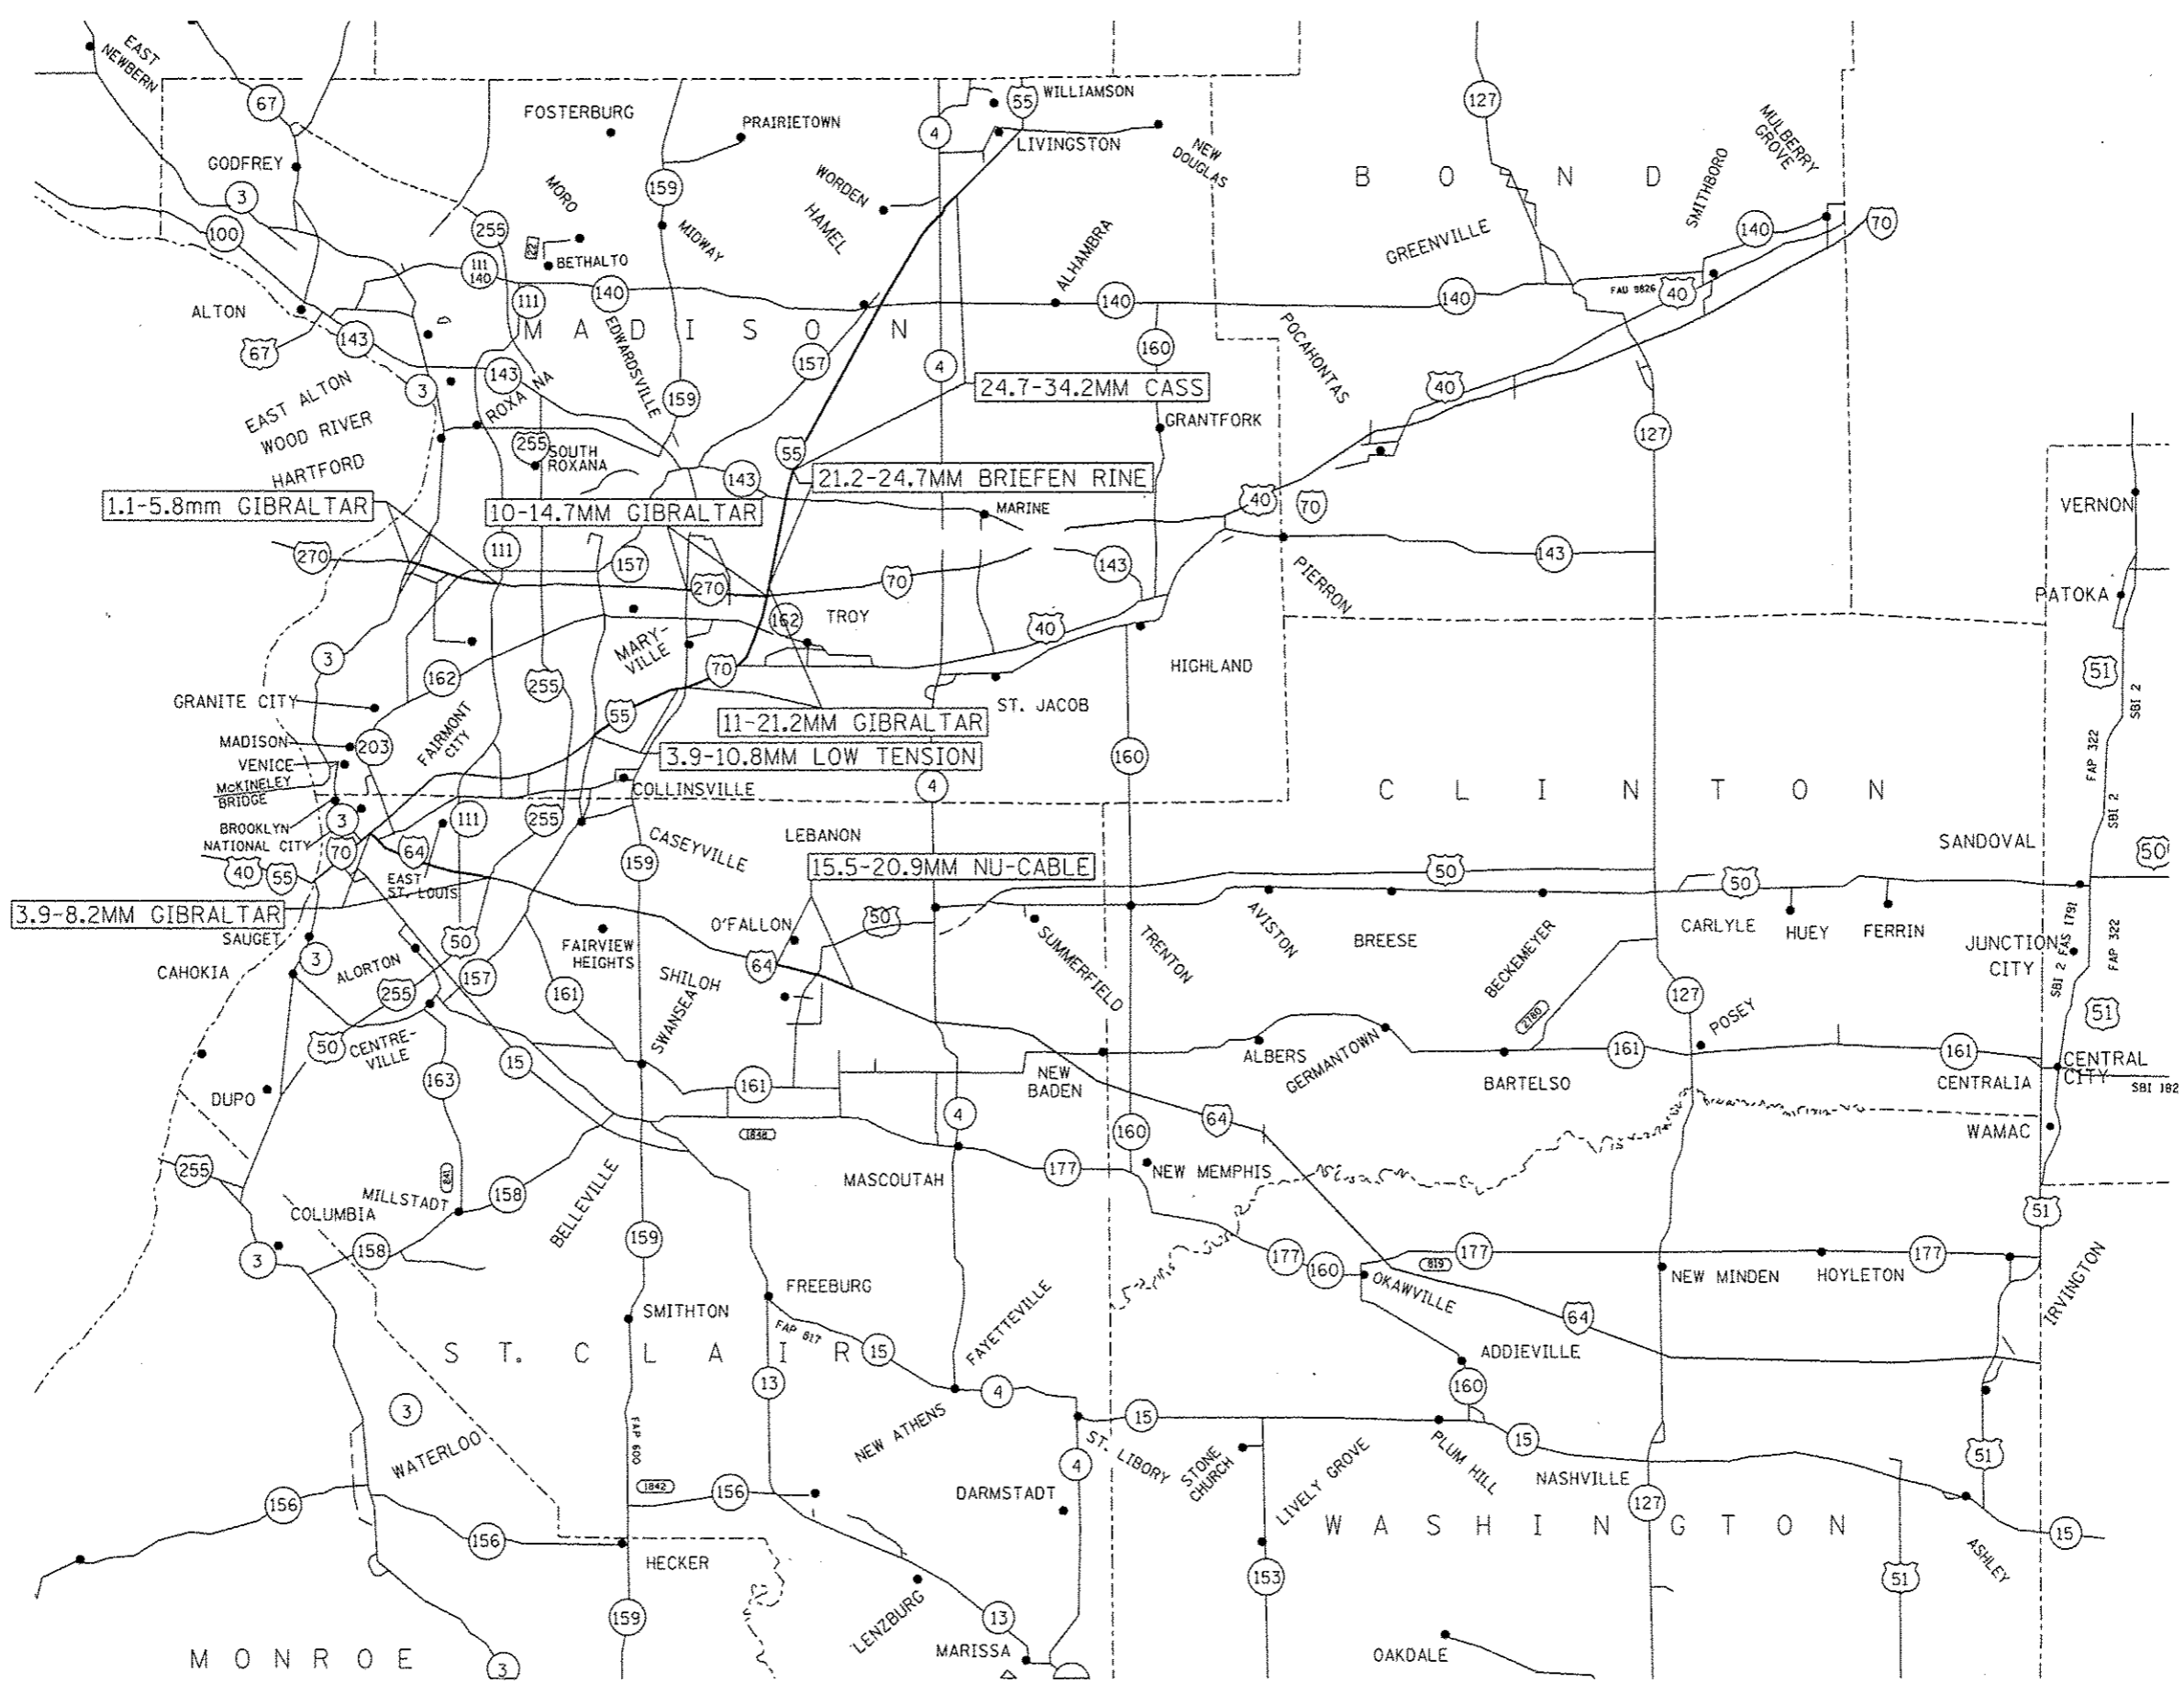 EAST
NEWBERN
67
FOSTERBURG
PRAIRIETOWN
55
WILLIAMSON
4
LIVINGSTON
NEW
DOUGLAS
127
MULBERRY
GROVE
GODFREY
3
159
MORO
WORDEN
HAMEL
B O N D
SMITHBORO
100
255
MIDWAY
BETHALTO
111
140
ALHAMBRA
GREENVILLE
140
70
ALTON
111
140
140
140
FAU 9826
40
67
143
M A D I S O N
EDWARDSVILLE
157
4
160
POCAHONTAS
3
143
ROXANA
159
24.7-34.2MM CASS
40
EAST ALTON
WOOD RIVER
HARTFORD
255
SOUTH
ROXANA
55
GRANTFORK
127
143
21.2-24.7MM BRIEFEN RINE
1.1-5.8mm GIBRALTAR
10-14.7MM GIBRALTAR
MARINE
40
70
VERNON
270
111
157
270
70
143
143
PIERRON
PATOKA
162
TROY
40
MARY-
VILLE
3
162
255
70
HIGHLAND
51
SBI 2
GRANITE CITY
55
ST. JACOB
11-21.2MM GIBRALTAR
MADISON
203
FAIRMONT
CITY
3.9-10.8MM LOW TENSION
160
FAP 322
VENICE
McKINELEY
BRIDGE
COLLINSVILLE
4
C L I N T O N
SBI 2
BROOKLYN
3
111
255
NATIONAL CITY
70
64
159
CASEYVILLE
LEBANON
SANDOVAL
50
40
55
EAST
ST. LOUIS
15.5-20.9MM NU-CABLE
50
50
3.9-8.2MM GIBRALTAR
SAUGET
50
FAIRVIEW
HEIGHTS
O'FALLON
50
SUMMERFIELD
TRENTON
AVISTON
BREESE
BECKEMEYER
CARLYLE
HUEY
FERRIN
FAS 1791
FAP 322
JUNCTION
CITY
CAHOKIA
3
ALORTON
157
SHILOH
64
SBI 2
255
161
SWANSEA
127
POSEY
51
50
CENTRE-
VILLE
15
2780
ALBERS
GERMANTOWN
161
161
CENTRAL
CITY
DUPO
163
161
NEW
BADEN
BARTELSO
CENTRALIA
SBI 182
4
64
1848
160
WAMAC
255
MASCOUTAH
177
NEW MEMPHIS
MILLSTADT
158
BELLEVILLE
COLUMBIA
51
3
158
159
177
160
177
819
177
FREEBURG
OKAWVILLE
NEW MINDEN
HOYLETON
IRVINGTON
SMITHTON
FAP 817
FAYETTEVILLE
64
S T. C L A I R
15
ADDIEVILLE
13
4
160
3
15
WATERLOO
FAP 600
NEW ATHENS
ST. LIBORY
STONE
CHURCH
LIVELY GROVE
PLUM HILL
15
51
4
NASHVILLE
1842
156
156
DARMSTADT
127
W A S H I N G T O N
156
15
HECKER
ASHLEY
153
51
159
LENZBURG
13
MARISSA
OAKDALE
M O N R O E
3